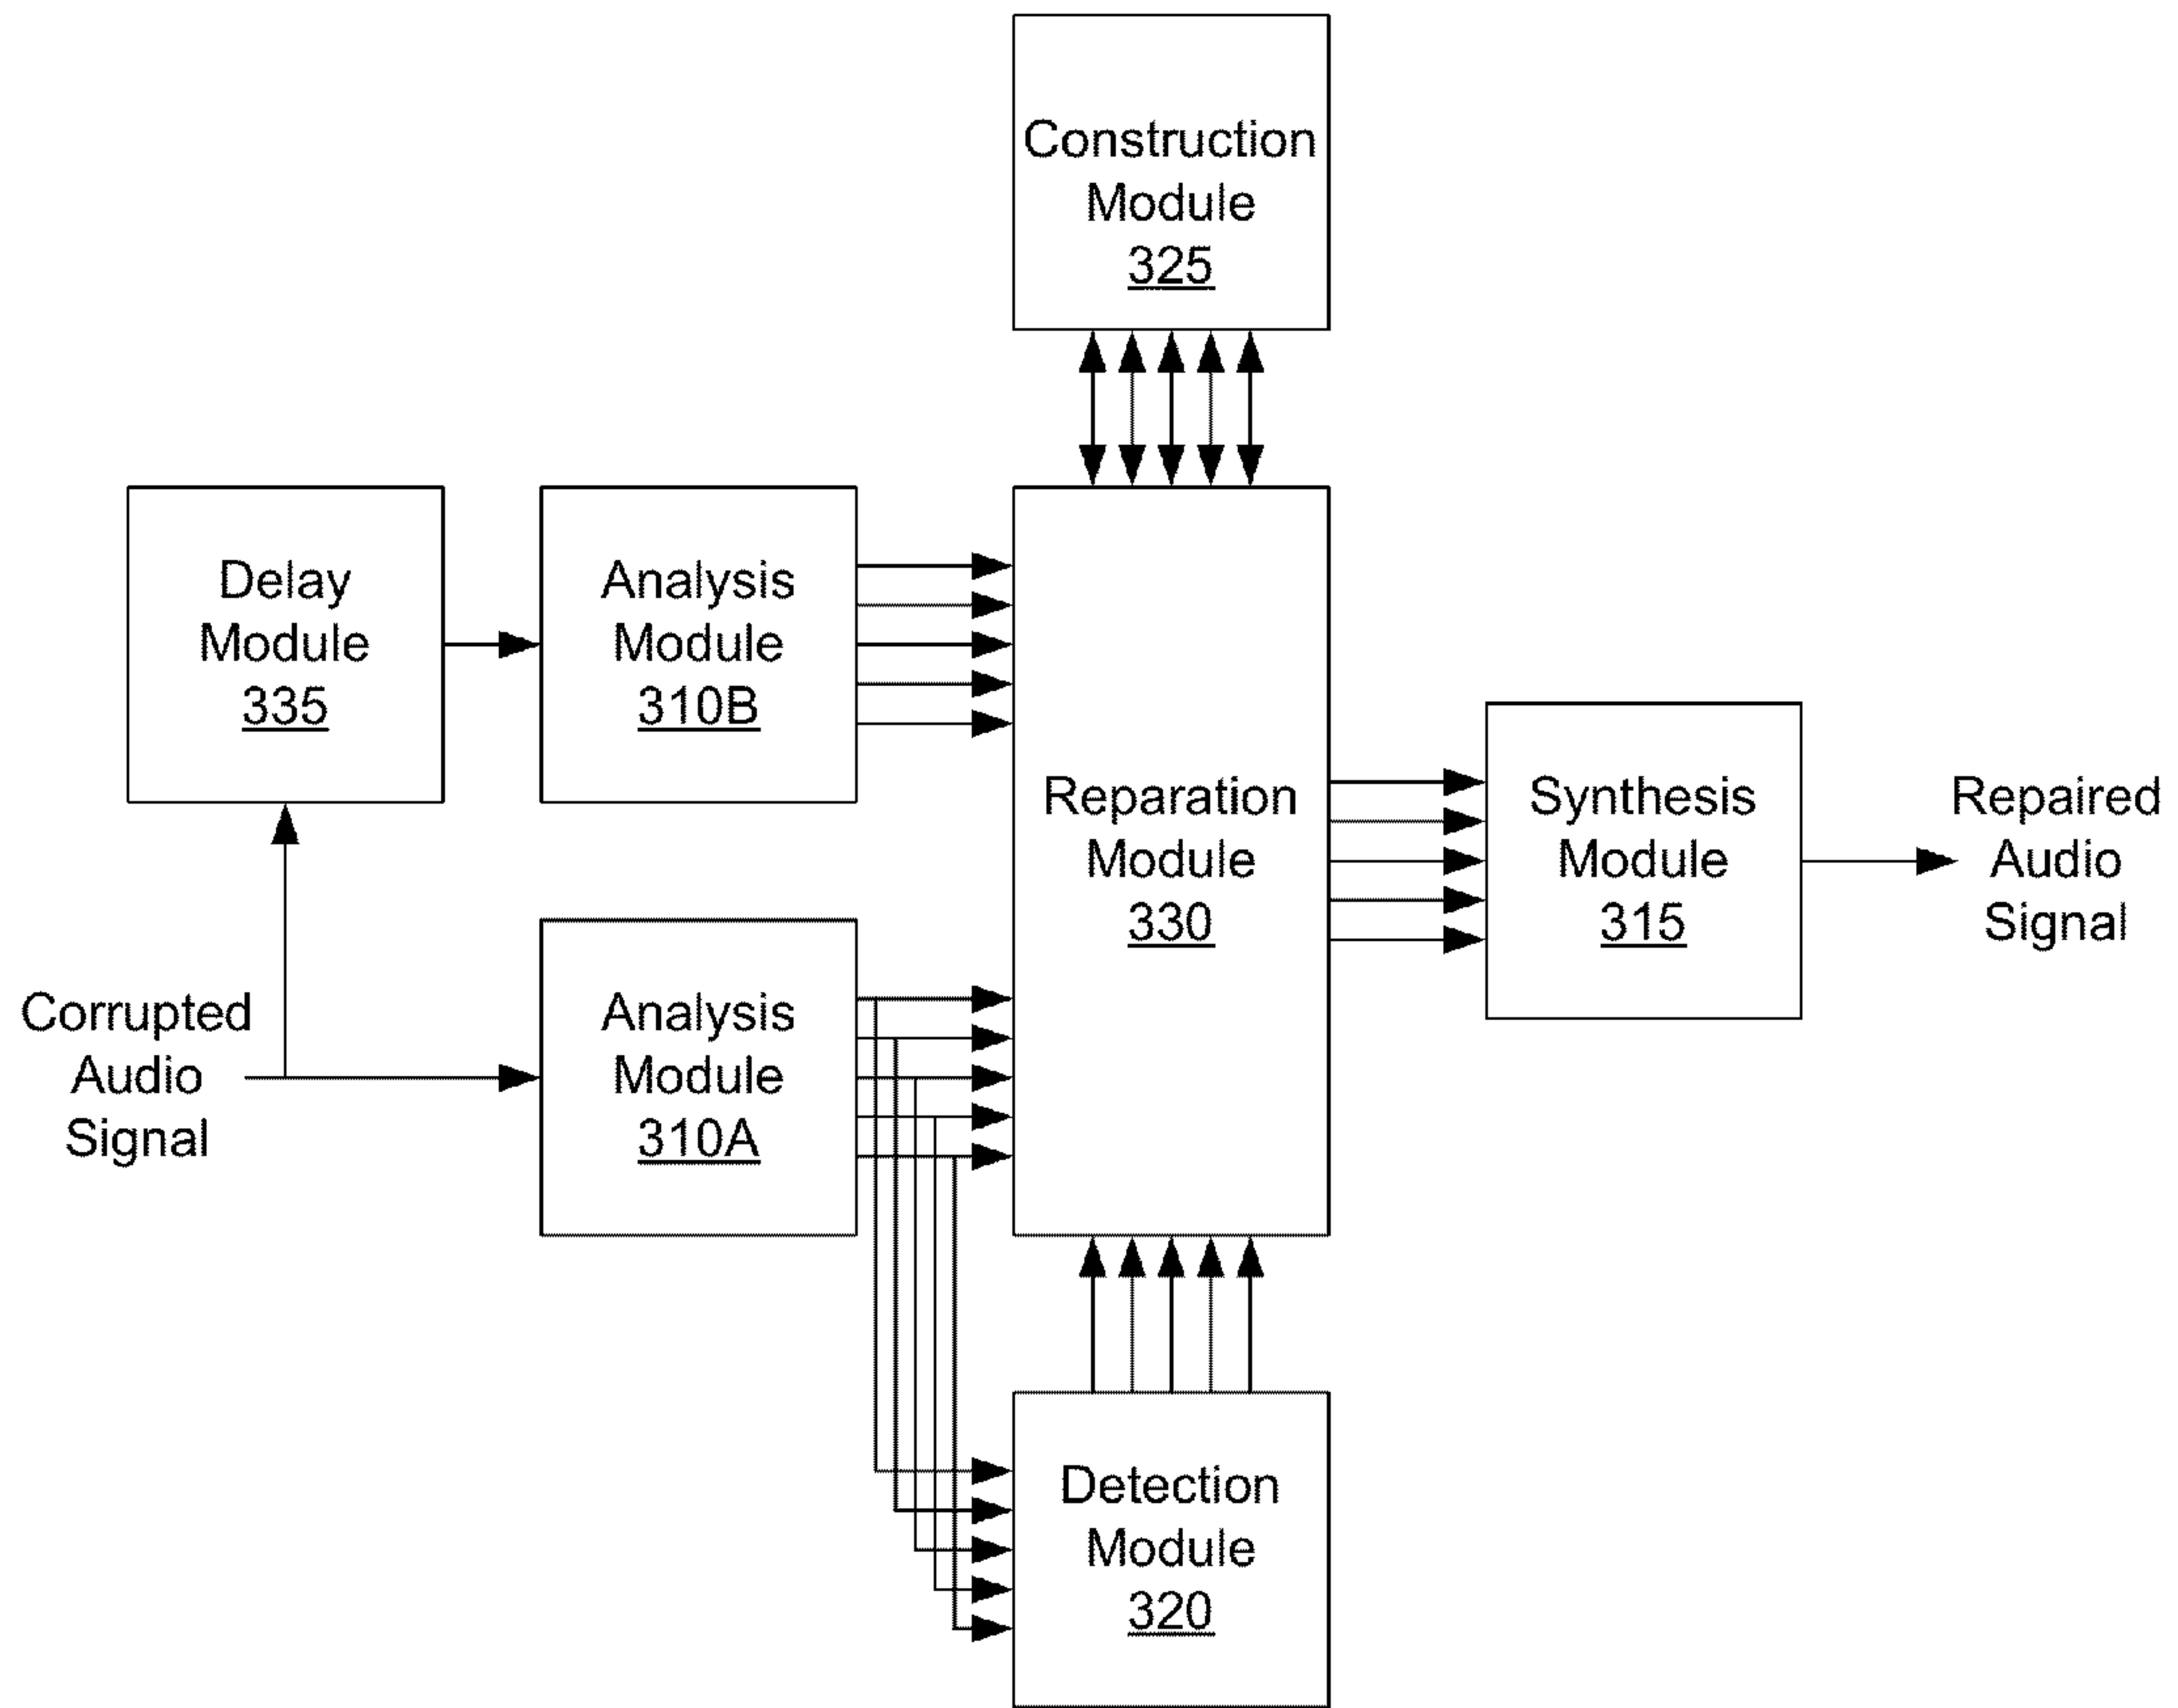 Construction
Module
325
Delay
Module
335
Analysis
Module
310B
Reparation
Module
330
Synthesis
Module
315
Repaired
Audio
Signal
Corrupted
Audio
Signal
Analysis
Module
310A
Detection
Module
320